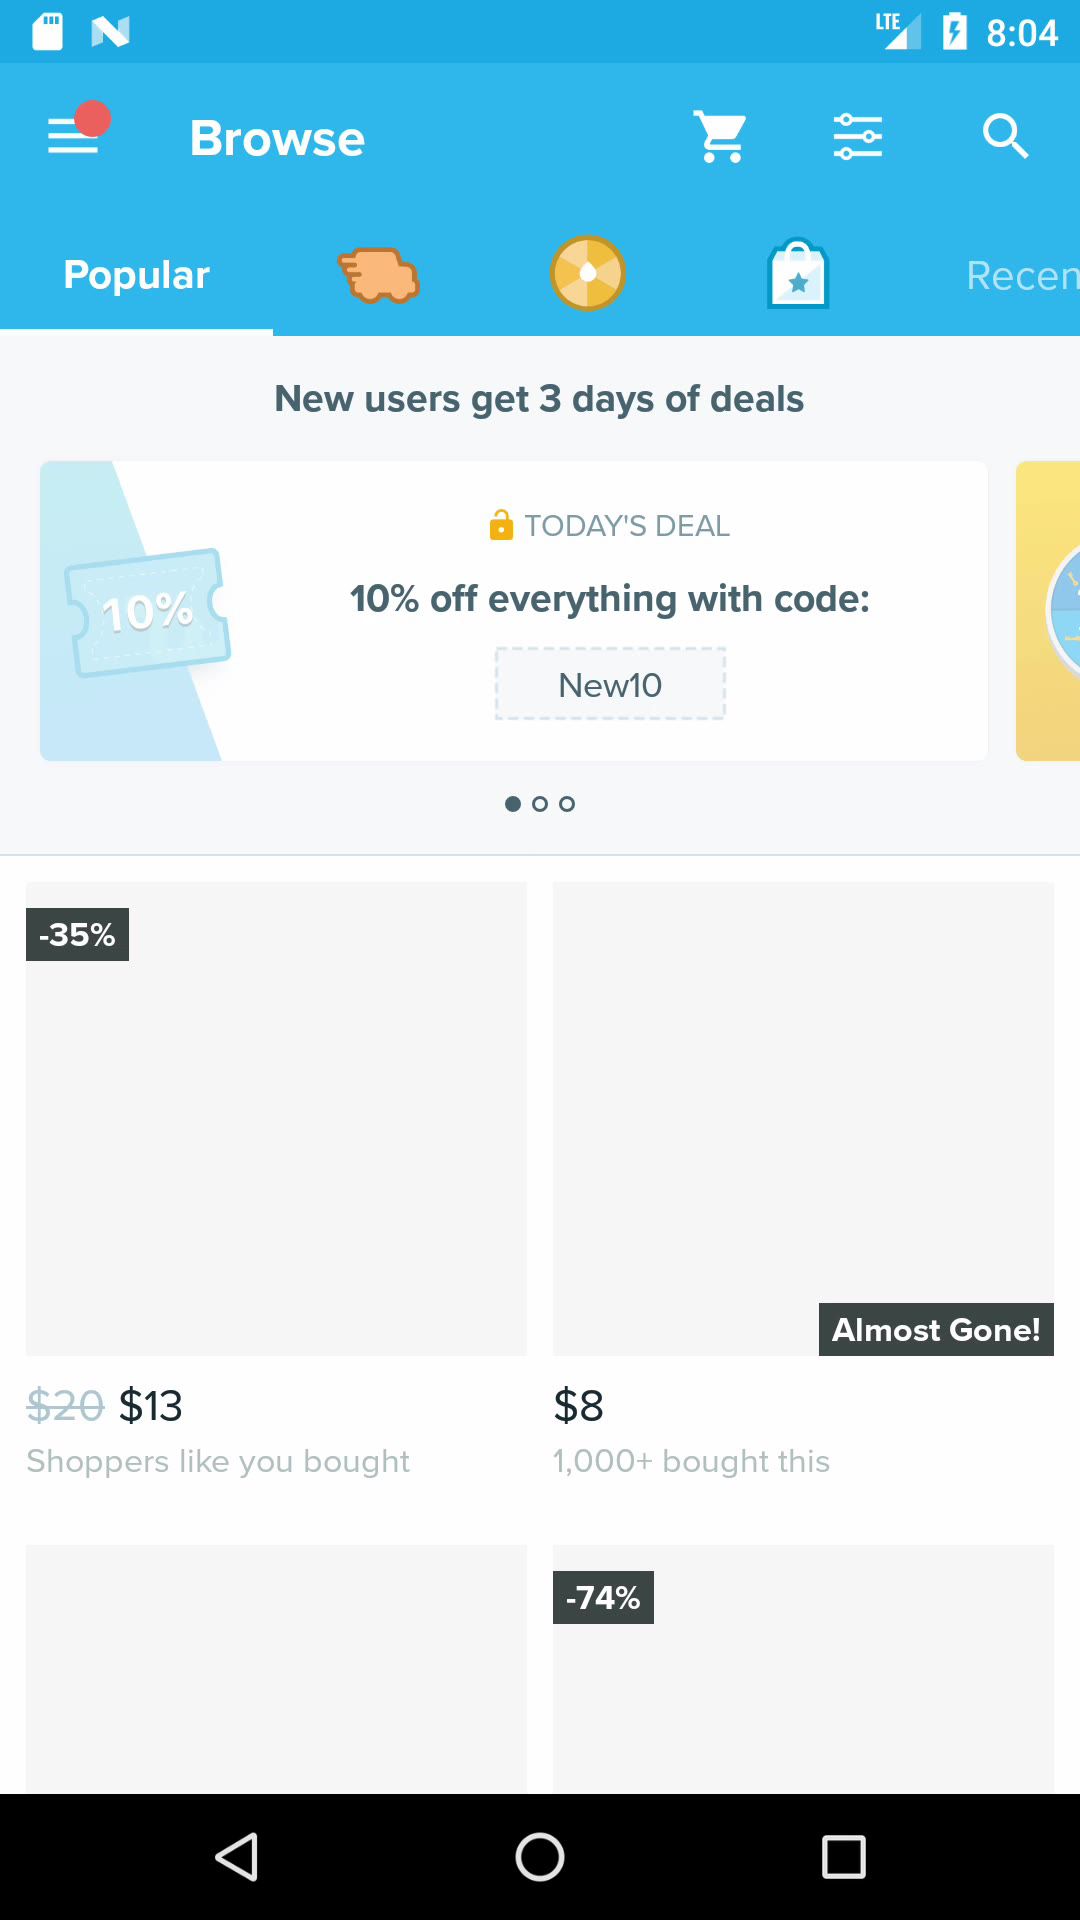 LTE 8:04
Browse
Popular
Recen
New users get 3 days of deals
TODAY'S DEAL
10%
10% off everything with code:
New10
-35%
Almost Gone!
$20 $13
$8
Shoppers like you bought
1,000+ bought this
-74%